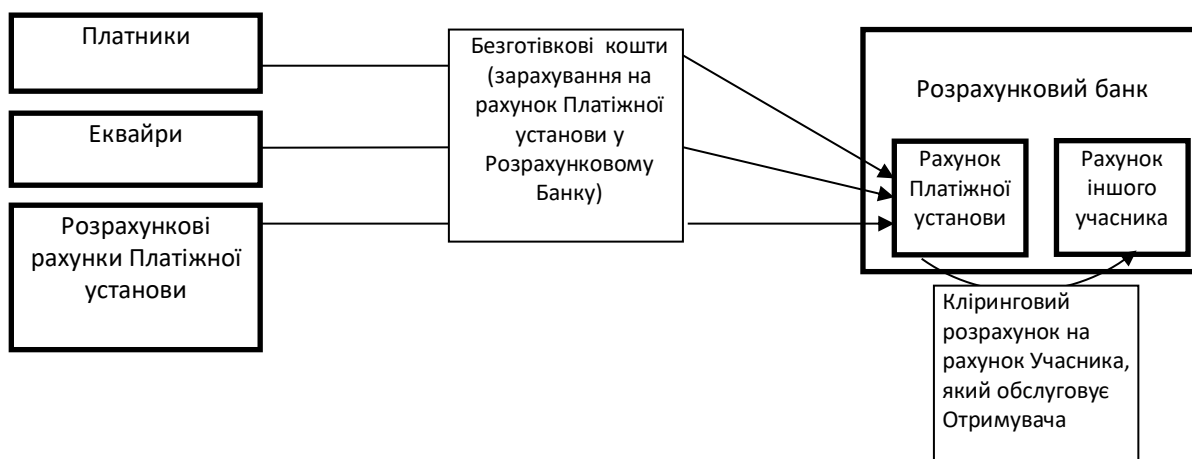 Платники
Еквайри
Розрахункові
рахунки Платіжної
установи
Безготівкові кошти
(зарахування на
рахунок Платіжної
установи у
Розрахунковому
Банку)
Розрахунковий банк
Рахунок
Платіжної
установи
Рахунок
іншого
учасника
Кліринговий
розрахунок на
рахунок Учасника,
який обслуговує
Отримувача